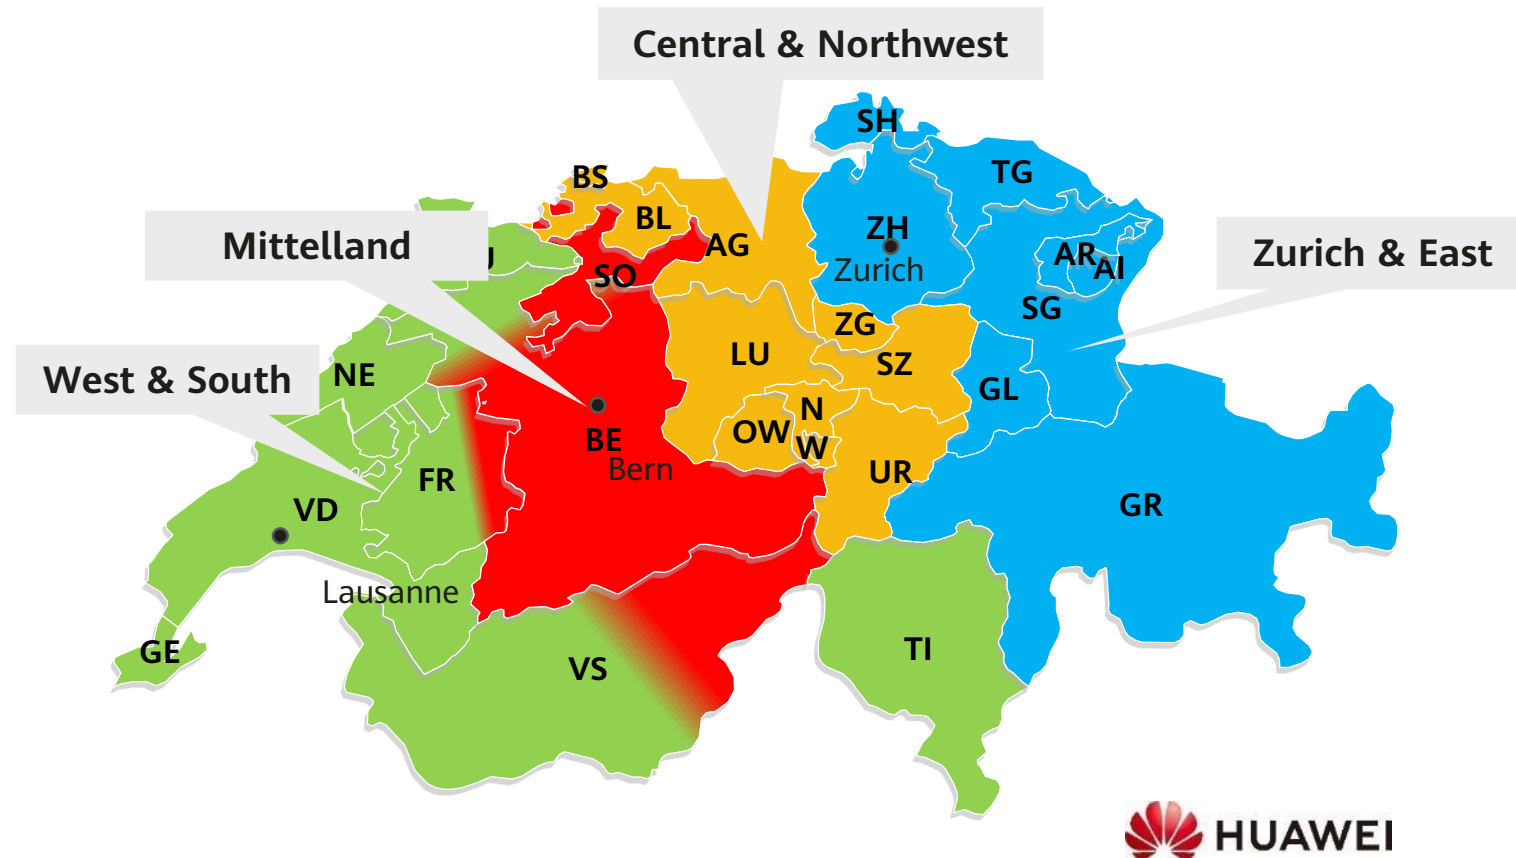 Central & Northwest
SH
TG
BS
BL
ZH
Mittelland
AG
AR
AI
Zurich & East
SO
Zurich
SG
ZG
LU
SZ
West & South
NE
GL
N
W
OW
BE
Bern
UR
FR
GR
VD
Lausanne
GE
VS
TI
HUAWEI